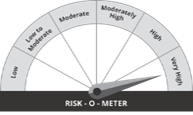 Low
Low to
Moderate
Moderate
Moderately
High
High
Very High
RISK - O - METER